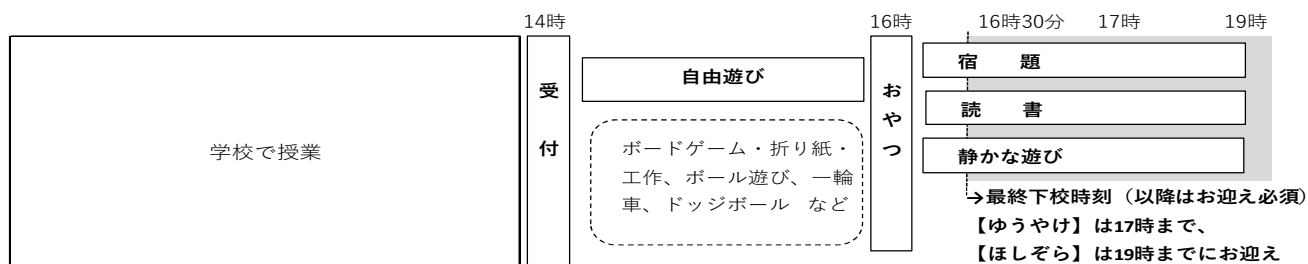 14時 16時 16時30分 17時 19時
学校で授業
受付
自由遊び
ボードゲーム・折り紙・
工作、ボール遊び、一輪
車、ドッジボール など
おやつ
宿 題
読 書
静かな遊び
→最終下校時刻（以降はお迎え必須）
【ゆうやけ】は17時まで、
【ほしぞら】は19時までにお迎え